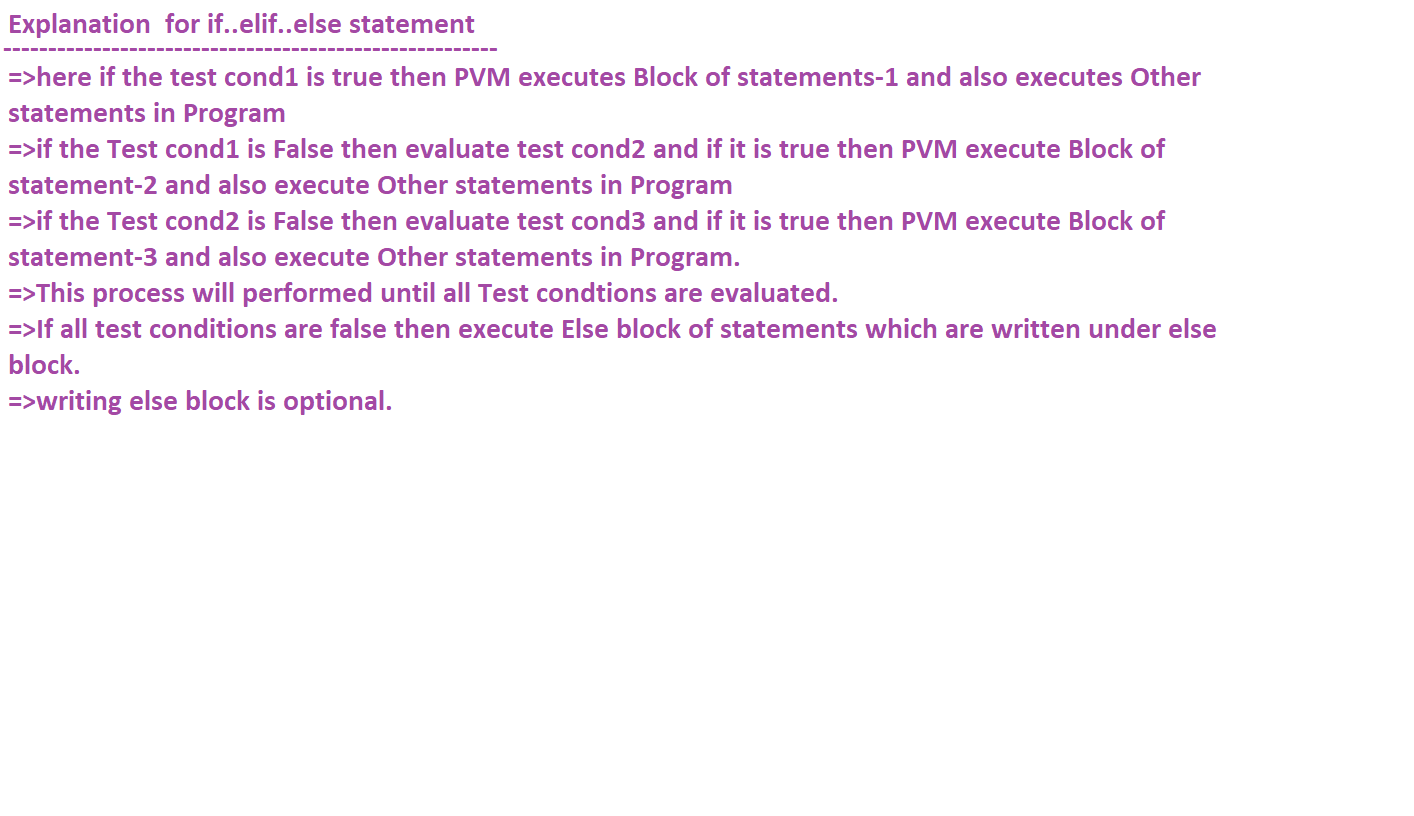 Explanation  for if..elif..else statement
-------------------------------------------------------
=>here if the test cond1 is true then PVM executes Block of statements-1 and also executes Other
statements in Program
=>if the Test cond1 is False then evaluate test cond2 and if it is true then PVM execute Block of
statement-2 and also execute Other statements in Program
=>if the Test cond2 is False then evaluate test cond3 and if it is true then PVM execute Block of
statement-3 and also execute Other statements in Program.
=>This process will performed until all Test condtions are evaluated.
=>If all test conditions are false then execute Else block of statements which are written under else
block.
=>writing else block is optional.